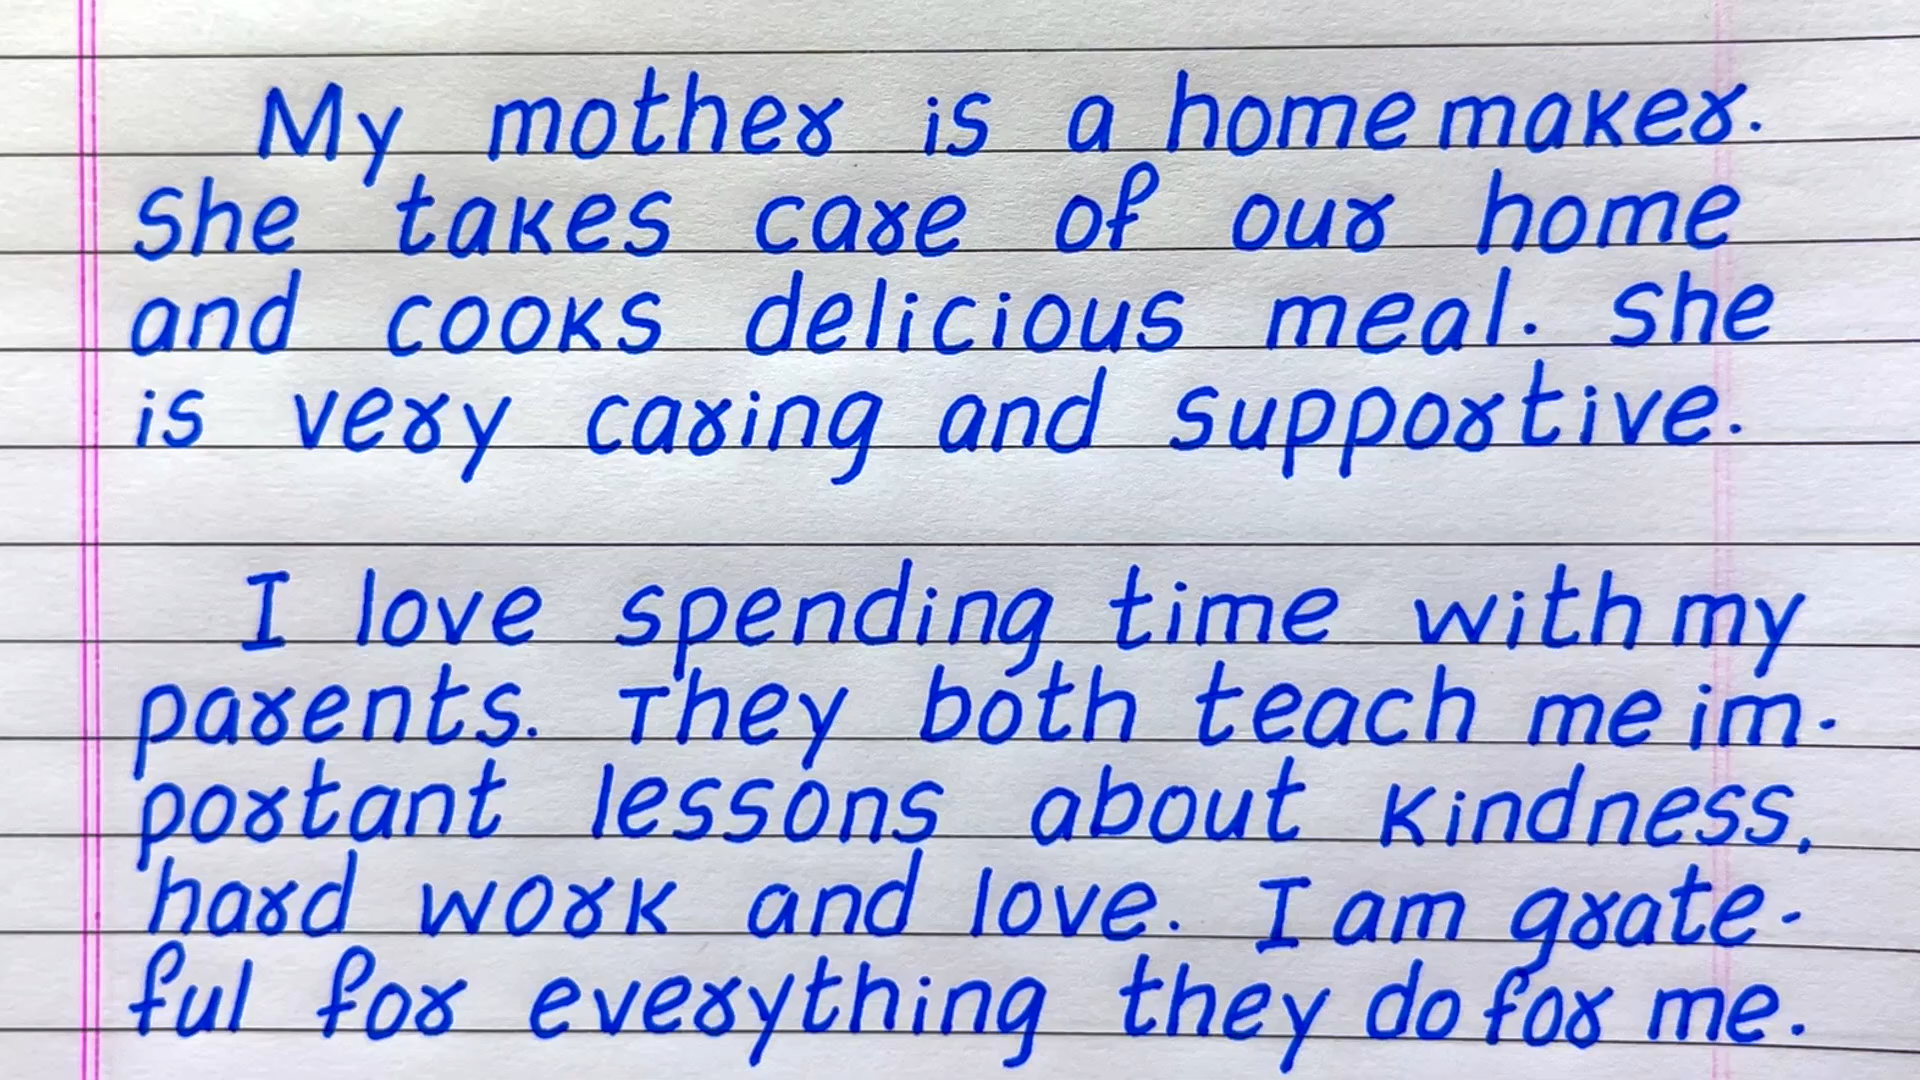 My mother is a homemaker.
She takes care of our home
and cooks delicious meal. She
is very caring and supportive.
I love spending time with my
parents. They both teach me im-
portant lessons about kindness,
hard work and love. I am grate-
ful for everything they do for me.